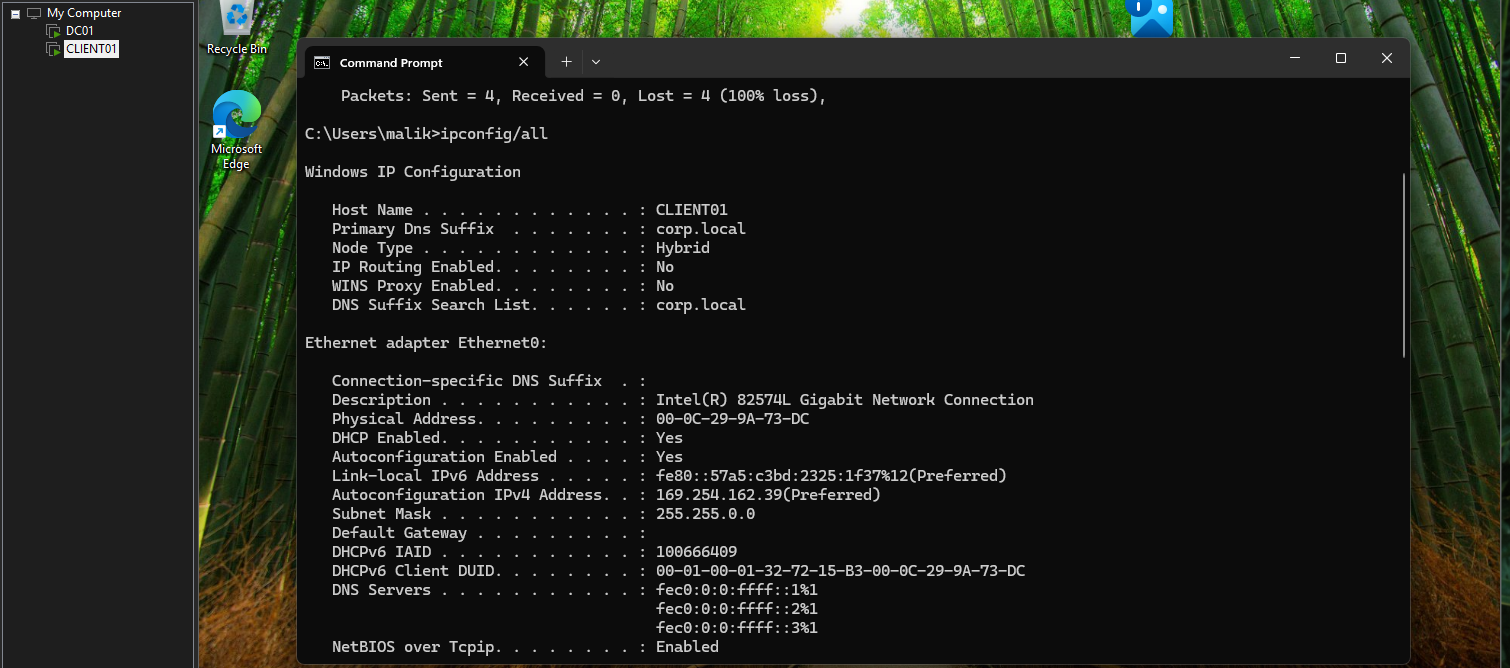 My Computer
DC01
CLIENT01
Recycle Bin
Microsoft
Edge
Command Prompt
Packets: Sent = 4, Received = 0, Lost = 4 (100% loss),
C:\Users\malik>ipconfig/all
Windows IP Configuration
Host Name . . . . . . . . . . . . : CLIENT01
Primary Dns Suffix  . . . . . . . : corp.local
Node Type . . . . . . . . . . . . : Hybrid
IP Routing Enabled. . . . . . . . : No
WINS Proxy Enabled. . . . . . . . : No
DNS Suffix Search List. . . . . . : corp.local
Ethernet adapter Ethernet0:
Connection-specific DNS Suffix  . :
Description . . . . . . . . . . . : Intel(R) 82574L Gigabit Network Connection
Physical Address. . . . . . . . . : 00-0C-29-9A-73-DC
DHCP Enabled. . . . . . . . . . . : Yes
Autoconfiguration Enabled . . . . : Yes
Link-local IPv6 Address . . . . . : fe80::57a5:c3bd:2325:1f37%12(Preferred)
Autoconfiguration IPv4 Address. . : 169.254.162.39(Preferred)
Subnet Mask . . . . . . . . . . . : 255.255.0.0
Default Gateway . . . . . . . . . :
DHCPv6 IAID . . . . . . . . . . . : 100666409
DHCPv6 Client DUID. . . . . . . . : 00-01-00-01-32-72-15-B3-00-0C-29-9A-73-DC
DNS Servers . . . . . . . . . . . : fec0:0:0:ffff::1%1
fec0:0:0:ffff::2%1
fec0:0:0:ffff::3%1
NetBIOS over Tcpip. . . . . . . . : Enabled